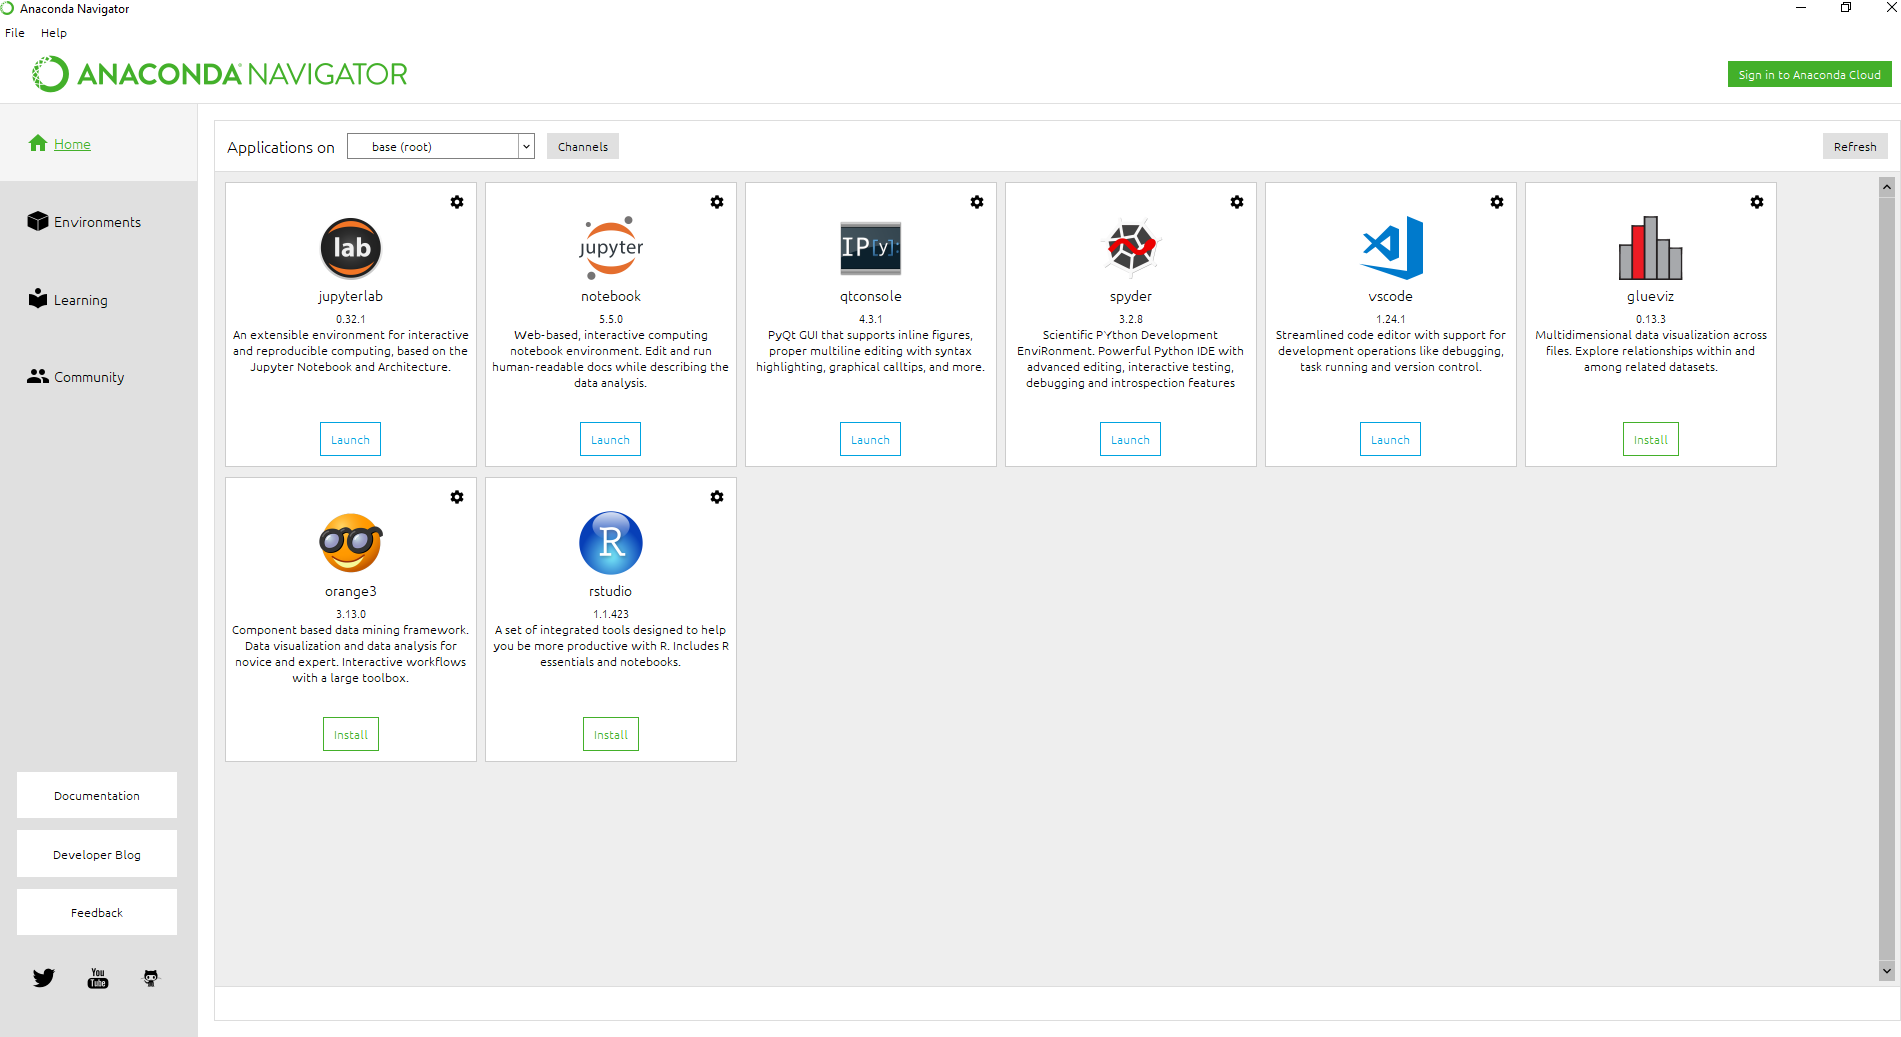 Anaconda Navigator
File Help
ANACONDA NAVIGATOR
Sign in to Anaconda Cloud
Home
Environments
Learning
Community
Documentation
Developer Blog
Feedback
You
Tube
Applications on base (root) Channels Refresh
lab
jupyterlab
0.32.1
An extensible environment for interactive
and reproducible computing, based on the
Jupyter Notebook and Architecture.
Launch
jupyter
notebook
5.5.0
Web-based, interactive computing
notebook environment. Edit and run
human-readable docs while describing the
data analysis.
Launch
IP[y]:
qtconsole
4.3.1
PyQt GUI that supports inline figures,
proper multiline editing with syntax
highlighting, graphical calltips, and more.
Launch
spyder
3.2.8
Scientific PYthon Development
EnviRonment. Powerful Python IDE with
advanced editing, interactive testing,
debugging and introspection features
Launch
vscode
1.24.1
Streamlined code editor with support for
development operations like debugging,
task running and version control.
Launch
glueviz
0.13.3
Multidimensional data visualization across
files. Explore relationships within and
among related datasets.
Install
orange3
3.13.0
Component based data mining framework.
Data visualization and data analysis for
novice and expert. Interactive workflows
with a large toolbox.
Install
R
rstudio
1.1.423
A set of integrated tools designed to help
you be more productive with R. Includes R
essentials and notebooks.
Install